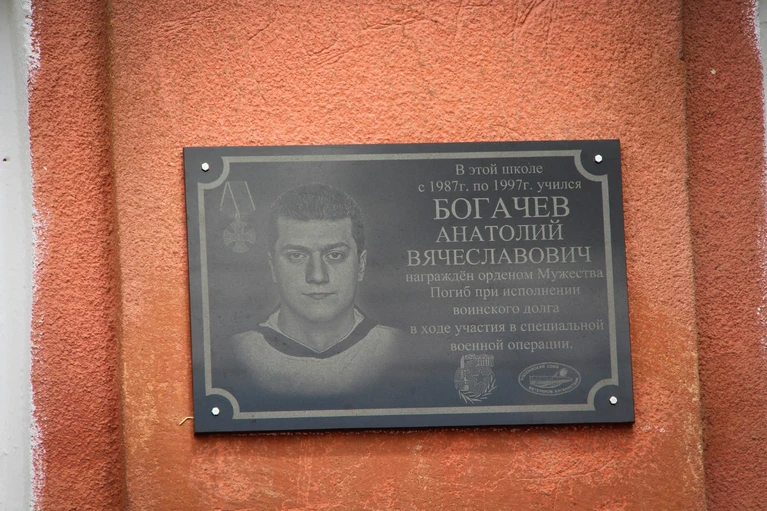 В этой школе
с 1987г. по 1997г. учился
БОГАЧЕВ
АНАТОЛИЙ
ВЯЧЕСЛАВОВИЧ
награждён орденом Мужества
Погиб при исполнении
воинского долга
в ходе участия в специальной
военной операции.